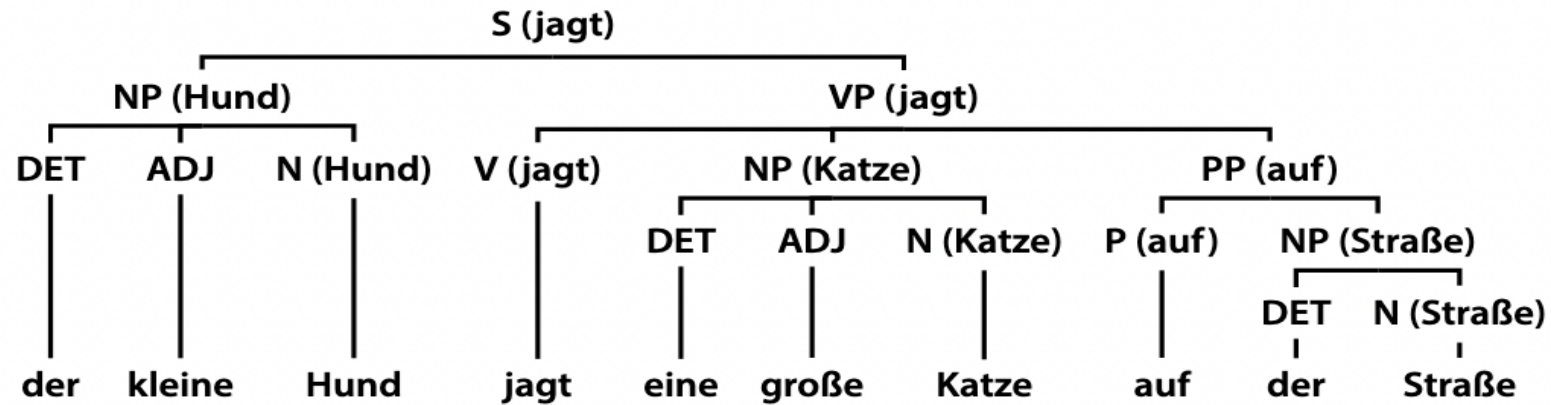 S (jagt)
NP (Hund) VP (jagt)
DET ADJ N (Hund) V (jagt) NP (Katze) PP (auf)
DET ADJ N (Katze) P (auf) NP (Straße)
DET N (Straße)
der kleine Hund jagt eine große Katze auf der Straße